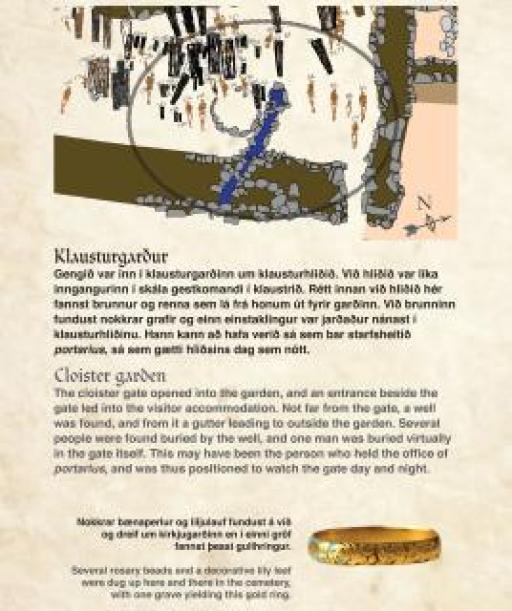 N
Klausturgarður
Gengið var inn í klausturgarðinn um klausturhliðið. Við hliðið var líka
inngangurinn í skála gestkomandi í klaustrið. Rétt innan við hliðið hér
fannst brunnur og renna sem lá frá honum út fyrir garðinn. Við brunninn
fundust nokkrar grafir og einn einstaklingur var jarðaður nánast í
klausturhliðinu. Hann kann að hafa verið sá sem bar starfsheitið
portarius, sá sem gætti hliðsins dag sem nótt.
Cloister garden
The cloister gate opened into the garden, and an entrance beside the
gate led into the visitor accommodation. Not far from the gate, a well
was found, and from it a gutter leading to outside the garden. Several
people were found buried by the well, and one man was buried virtually
in the gate itself. This may have been the person who held the office of
portarius, and was thus positioned to watch the gate day and night.
Nokkrar bænaperlur og liljulauf fundust á víð
og dreif um kirkjugarðinn en í einni gröf
fannst þessi gullhringur.
Several rosary beads and a decorative lily leaf
were dug up here and there in the cemetery,
with one grave yielding this gold ring.